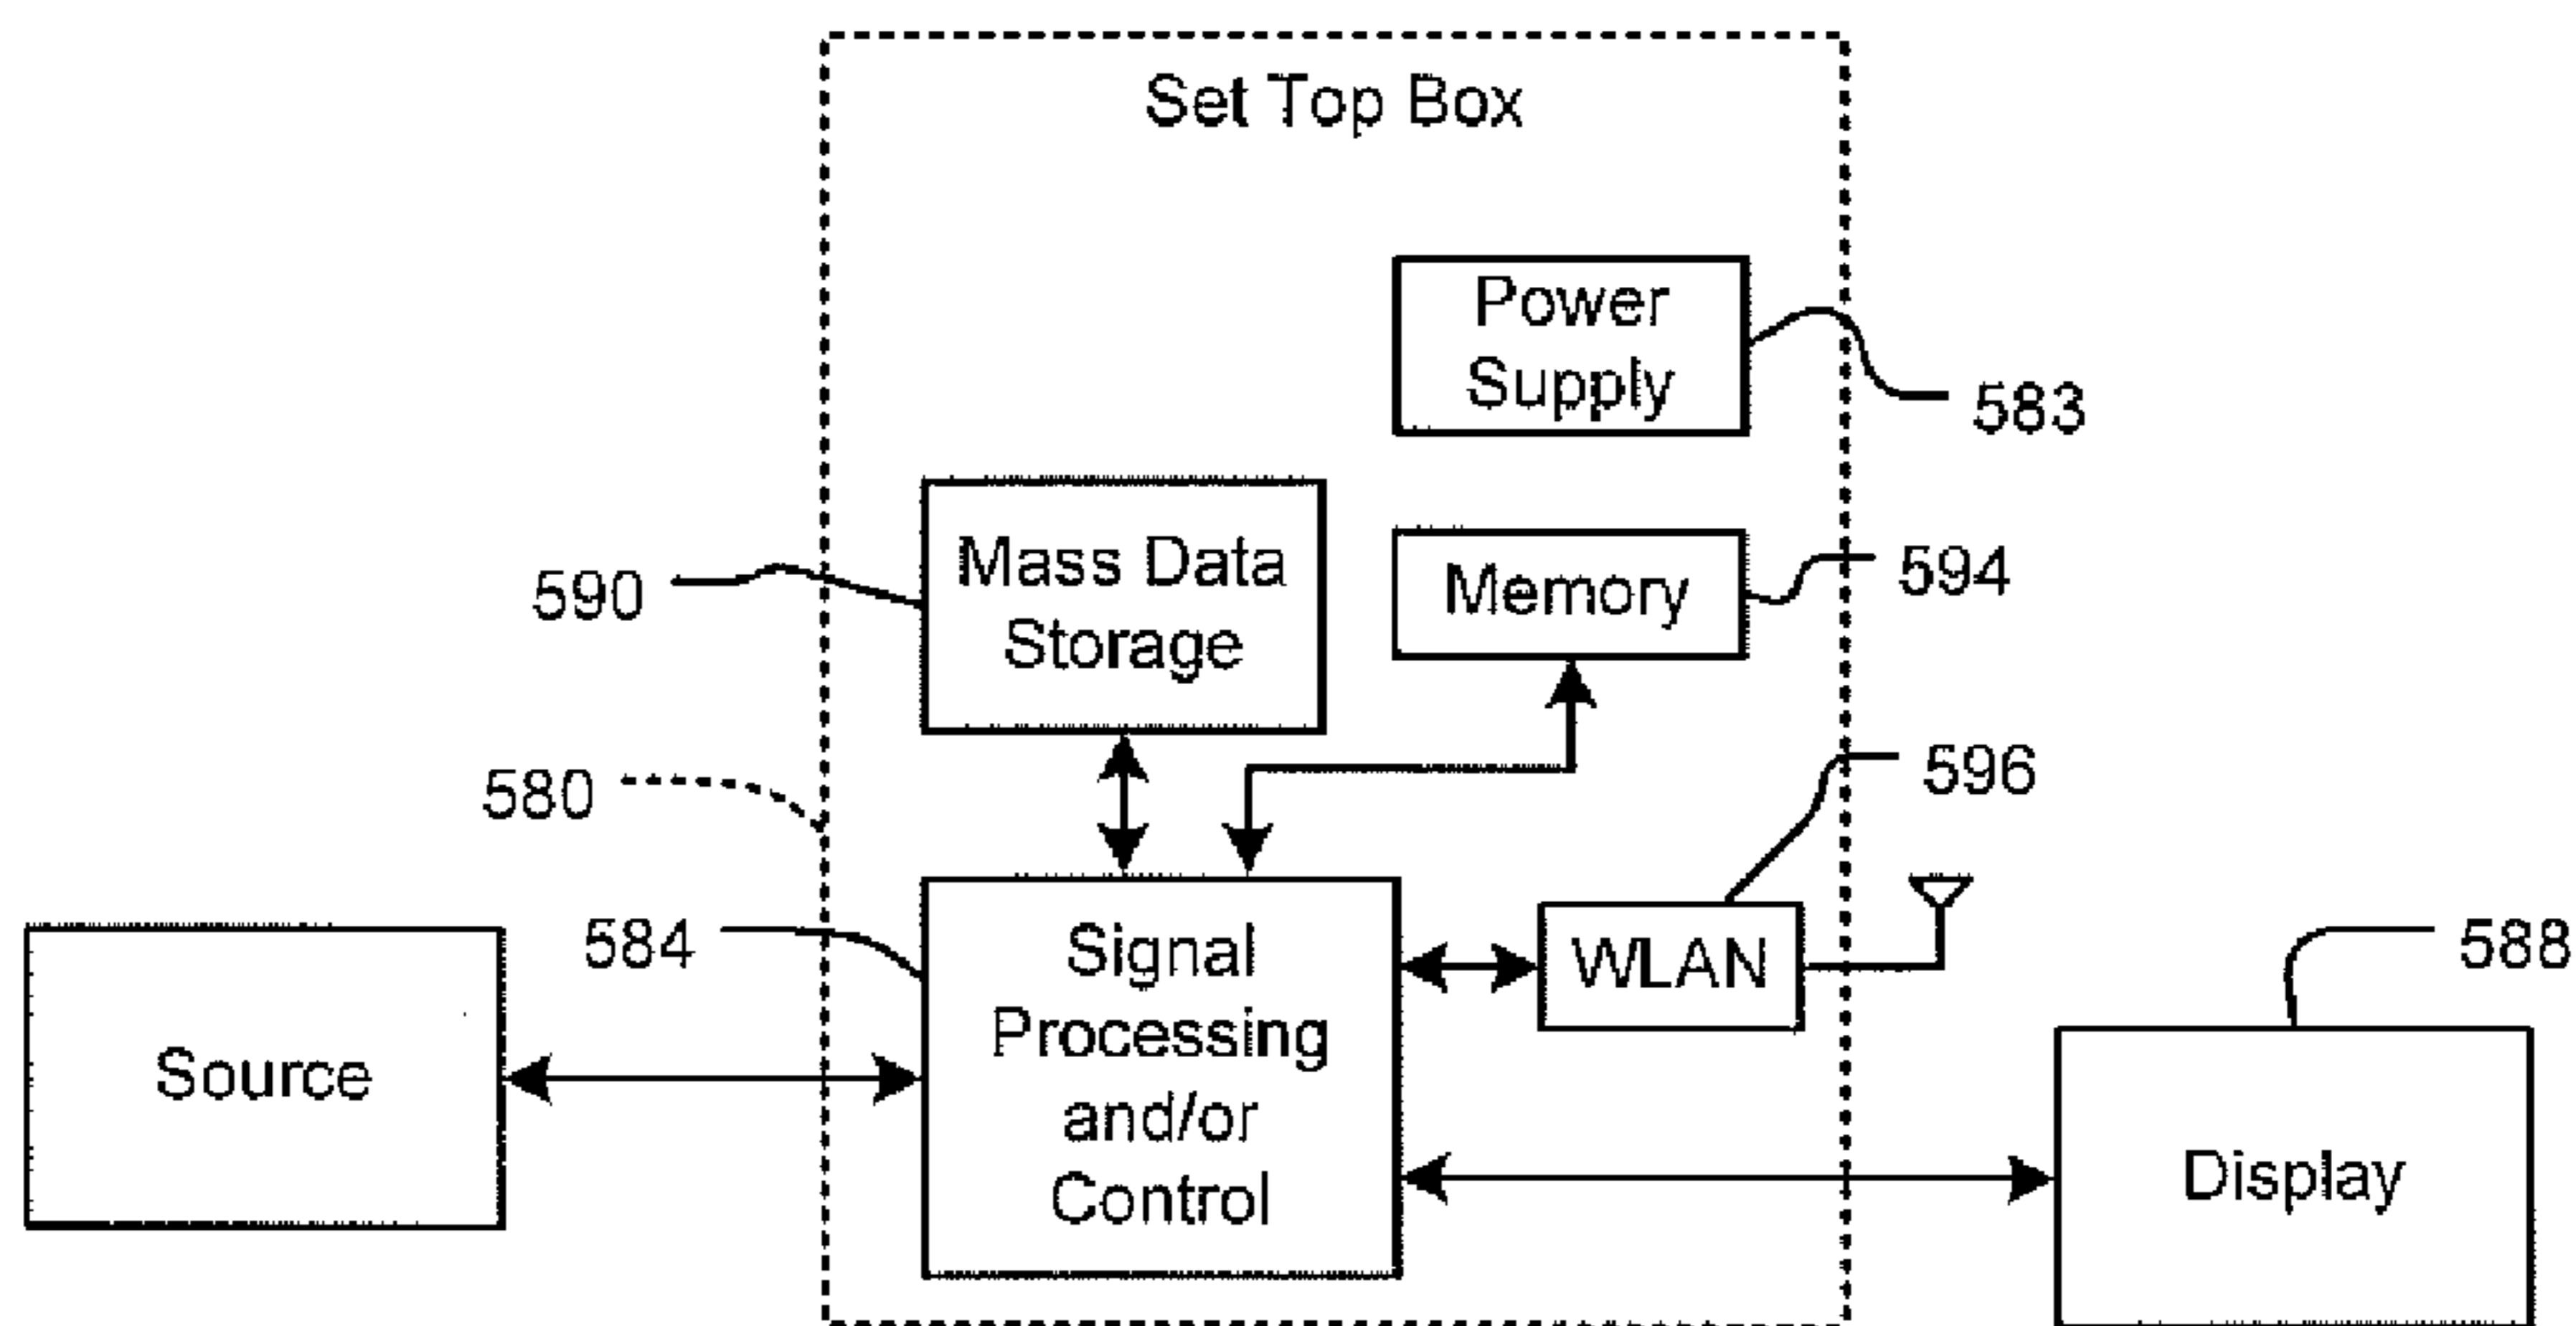 Set Top Box
Power
Supply
583
Mass Data
Storage
590
Memory
594
580
596
584
Signal
Processing
and/or
Control
WLAN
588
Source
Display